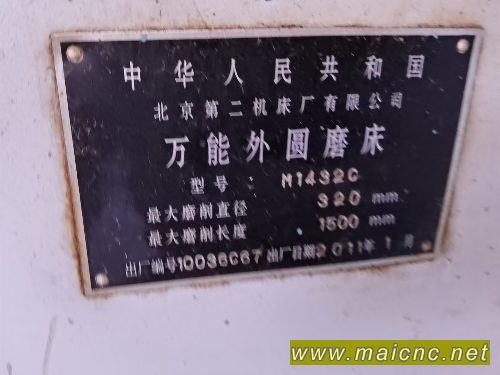 中华人民共和国
北京第二机床厂有限公司
万能外圆磨床
型号: M1432C
最大磨削直径 320 mm
最大磨削长度 1500 mm
出厂编号10036C67 出厂日期2011年1月
www.maicnc.net